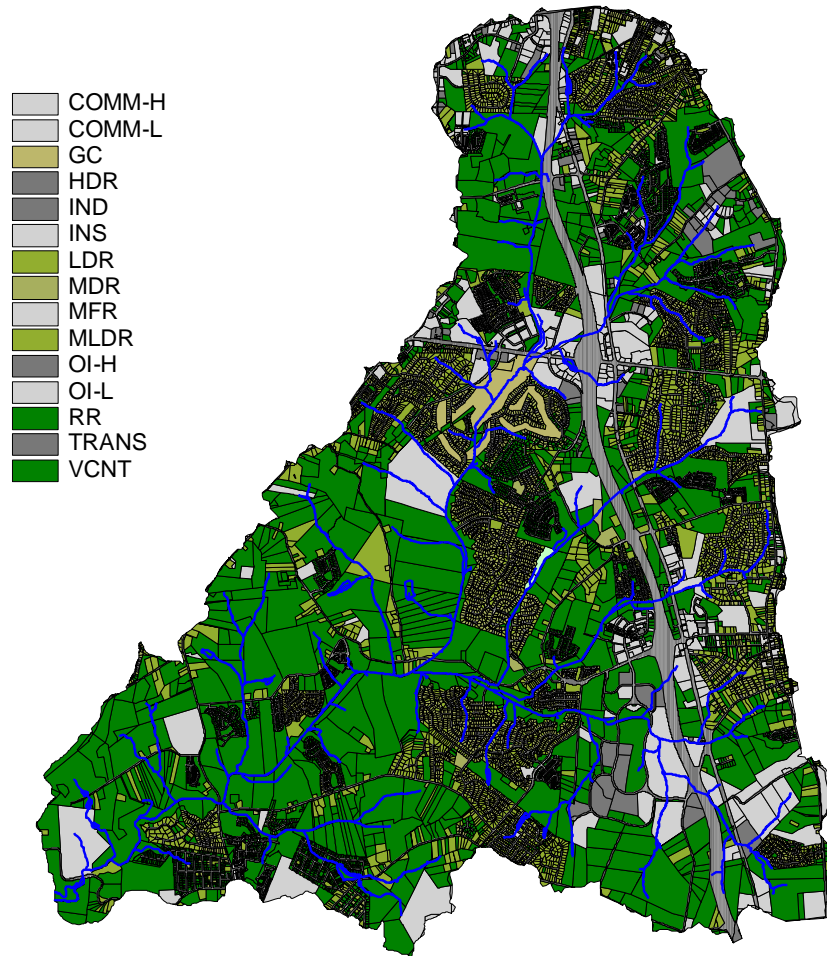 COMM-H
COMM-L
GC
HDR
IND
INS
LDR
MDR
MFR
MLDR
OI-H
OI-L
RR
TRANS
VCNT